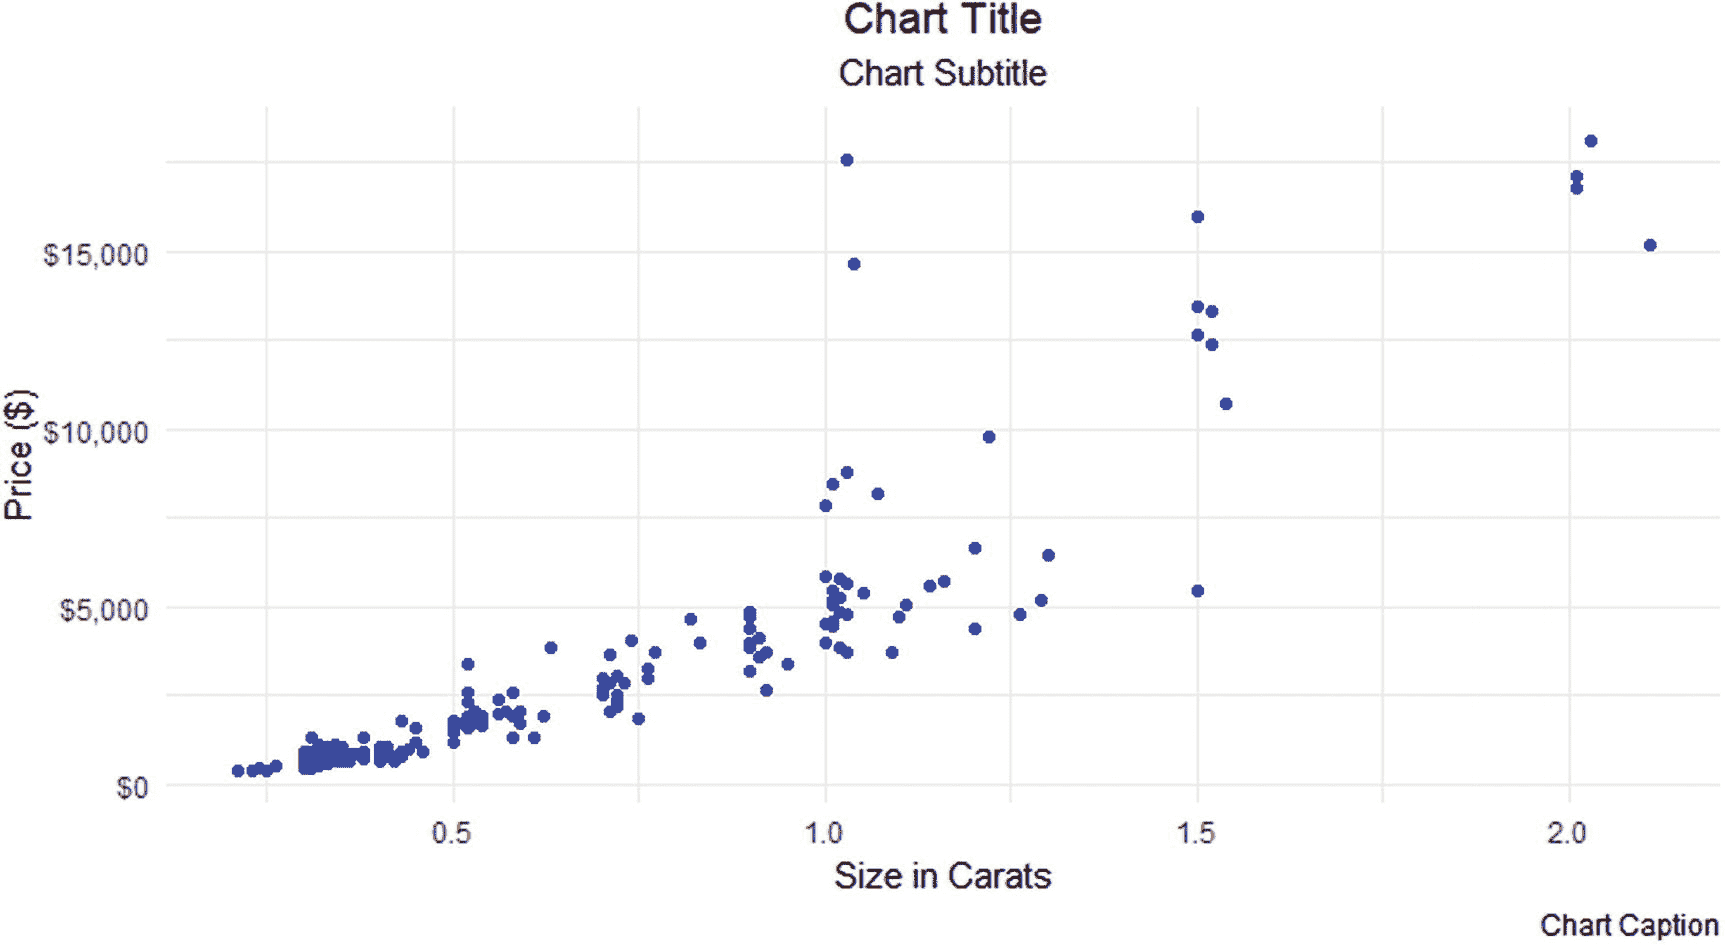 Chart Title
Chart Subtitle
Price ($)
$15,000
$10,000
$5,000
$0
0.5 1.0 1.5 2.0
Size in Carats
Chart Caption